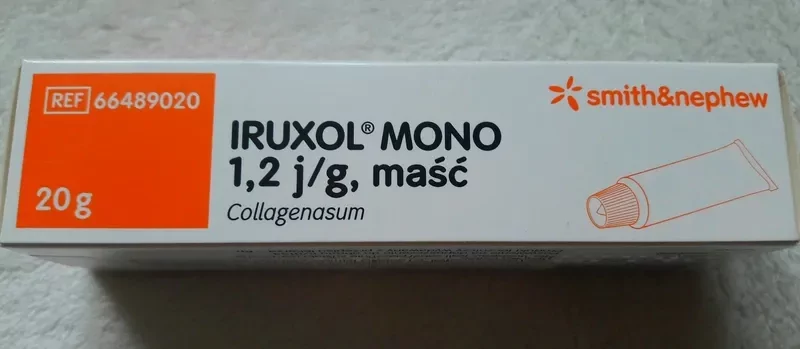 REF 66489020
20 g
IRUXOL® MONO
1,2 j/g, maść
Collagenasum
smith&nephew